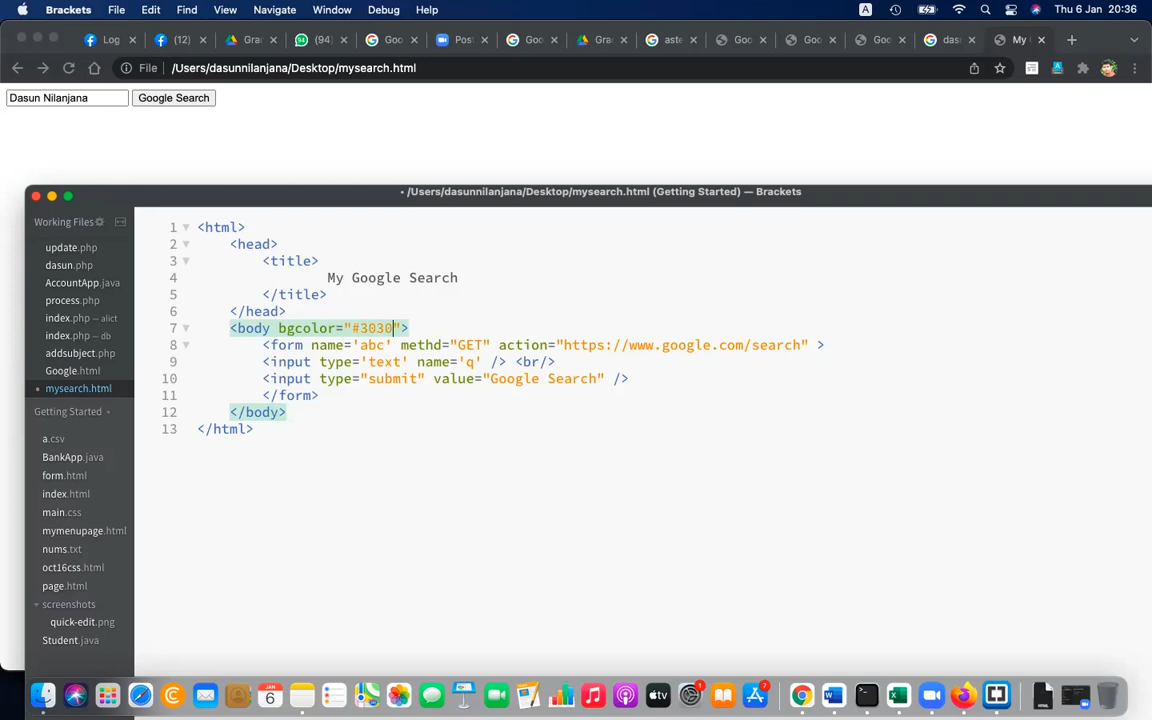 Brackets File Edit Find View Navigate Window Debug Help A Thu 6 Jan 20:36
Log (12) Gra (94) Goo Pos Goo Gra aste Goo Goo Goo das My
File /Users/dasunnilanjana/Desktop/mysearch.html
Dasun Nilanjana Google Search
• /Users/dasunnilanjana/Desktop/mysearch.html (Getting Started) — Brackets
Working Files
update.php
dasun.php
AccountApp.java
process.php
index.php — alict
index.php — db
addsubject.php
Google.html
mysearch.html
Getting Started
a.csv
BankApp.java
form.html
index.html
main.css
mymenupage.html
nums.txt
oct16css.html
page.html
screenshots
quick-edit.png
Student.java
1 <html>
2 <head>
3 <title>
4 My Google Search
5 </title>
6 </head>
7 <body bgcolor="#3030">
8 <form name='abc' methd="GET" action="https://www.google.com/search" >
9 <input type='text' name='q' /> <br/>
10 <input type="submit" value="Google Search" />
11 </form>
12 </body>
13 </html>
JAN
6
tv
1
7